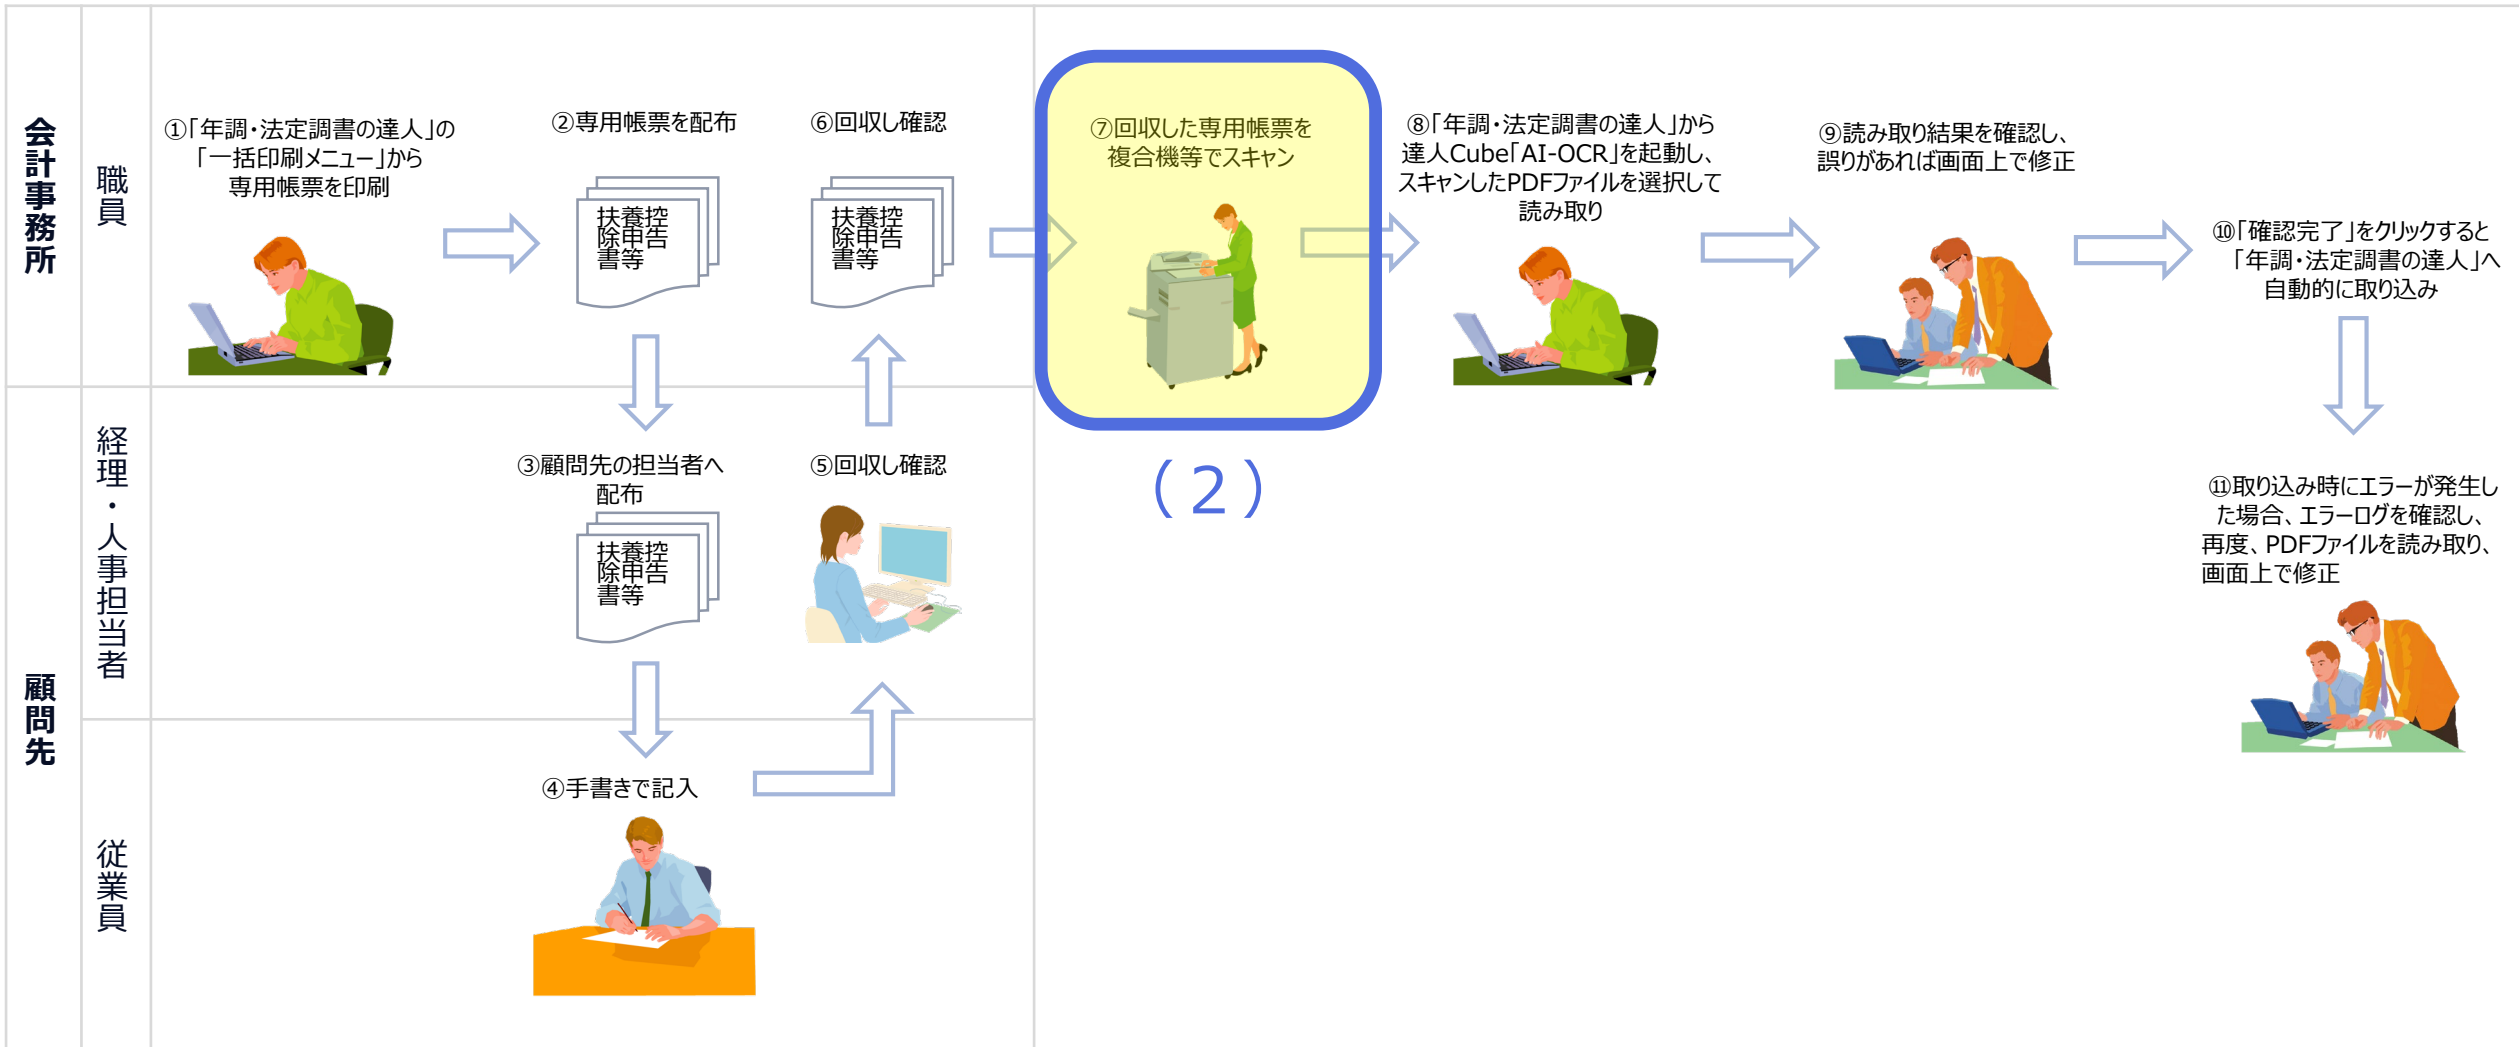 会計事務所
職員
①「年調・法定調書の達人」の
「一括印刷メニュー」から
専用帳票を印刷
②専用帳票を配布
扶養控
除申告
書等
⑥回収し確認
扶養控
除申告
書等
⑦回収した専用帳票を
複合機等でスキャン
(2)
⑧「年調・法定調書の達人」から
達人Cube「AI-OCR」を起動し、
スキャンしたPDFファイルを選択して
読み取り
⑨読み取り結果を確認し、
誤りがあれば画面上で修正
⑩「確認完了」をクリックすると
「年調・法定調書の達人」へ
自動的に取り込み
⑪取り込み時にエラーが発生し
た場合、エラーログを確認し、
再度、PDFファイルを読み取り、
画面上で修正
顧問先
経理・人事担当者
③顧問先の担当者へ
配布
扶養控
除申告
書等
⑤回収し確認
従業員
④手書きで記入